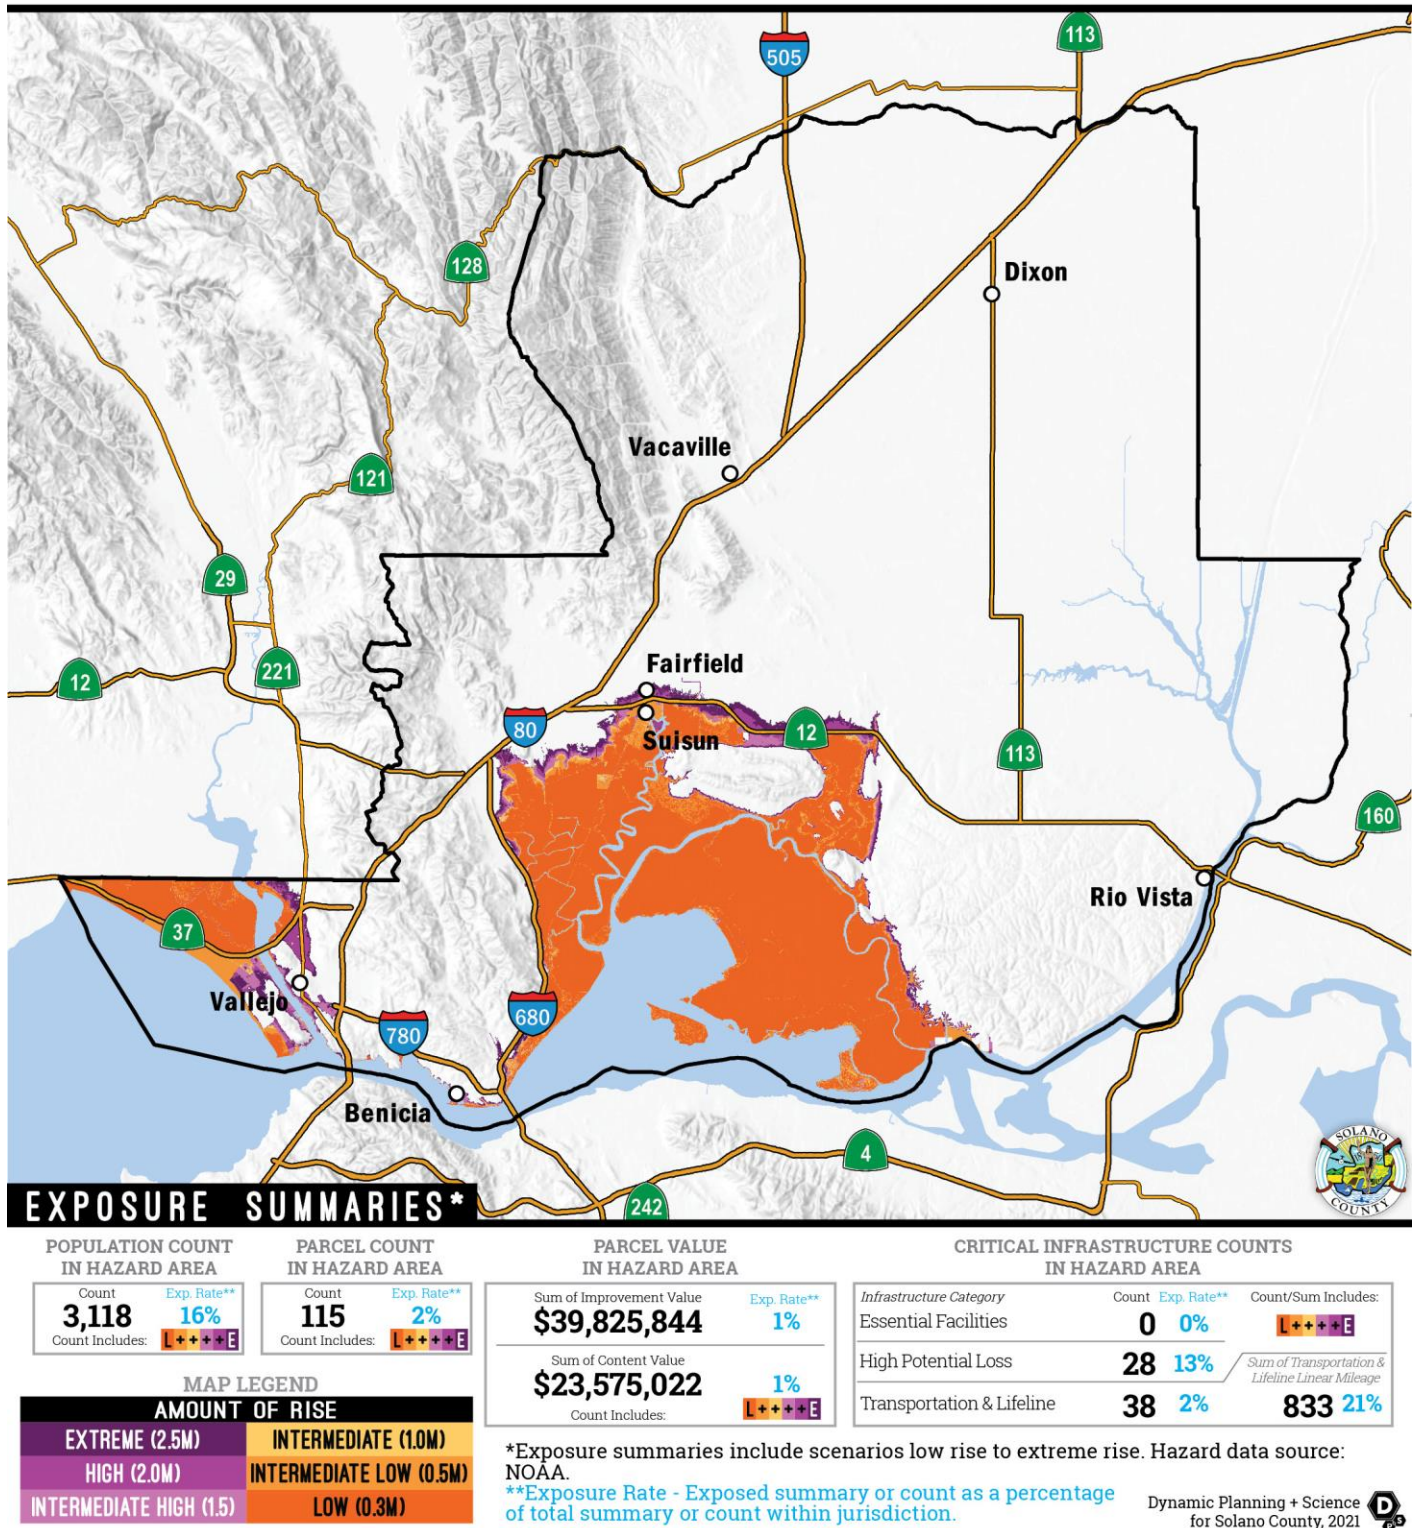 505
113
128
Dixon
Vacaville
121
29
Fairfield
12
221
80
Suisun
12
113
160
Rio Vista
37
Vallejo
680
780
Benicia
4
242
SOLANO
COUNTY
EXPOSURE SUMMARIES*
POPULATION COUNT
IN HAZARD AREA
Count Exp. Rate**
3,118 16%
Count Includes: L++++E
PARCEL COUNT
IN HAZARD AREA
Count Exp. Rate**
115 2%
Count Includes: L++++E
PARCEL VALUE
IN HAZARD AREA
Sum of Improvement Value Exp. Rate**
$39,825,844 1%
Sum of Content Value
$23,575,022 1%
Count Includes: L++++E
CRITICAL INFRASTRUCTURE COUNTS
IN HAZARD AREA
Infrastructure Category Count Exp. Rate** Count/Sum Includes:
Essential Facilities 0 0% L++++E
High Potential Loss 28 13% Sum of Transportation &
Lifeline Linear Mileage
Transportation & Lifeline 38 2% 833 21%
MAP LEGEND
AMOUNT OF RISE
EXTREME (2.5M) INTERMEDIATE (1.0M)
HIGH (2.0M) INTERMEDIATE LOW (0.5M)
INTERMEDIATE HIGH (1.5) LOW (0.3M)
*Exposure summaries include scenarios low rise to extreme rise. Hazard data source:
NOAA.
**Exposure Rate - Exposed summary or count as a percentage
of total summary or count within jurisdiction.
Dynamic Planning + Science
for Solano County, 2021
D
P
S